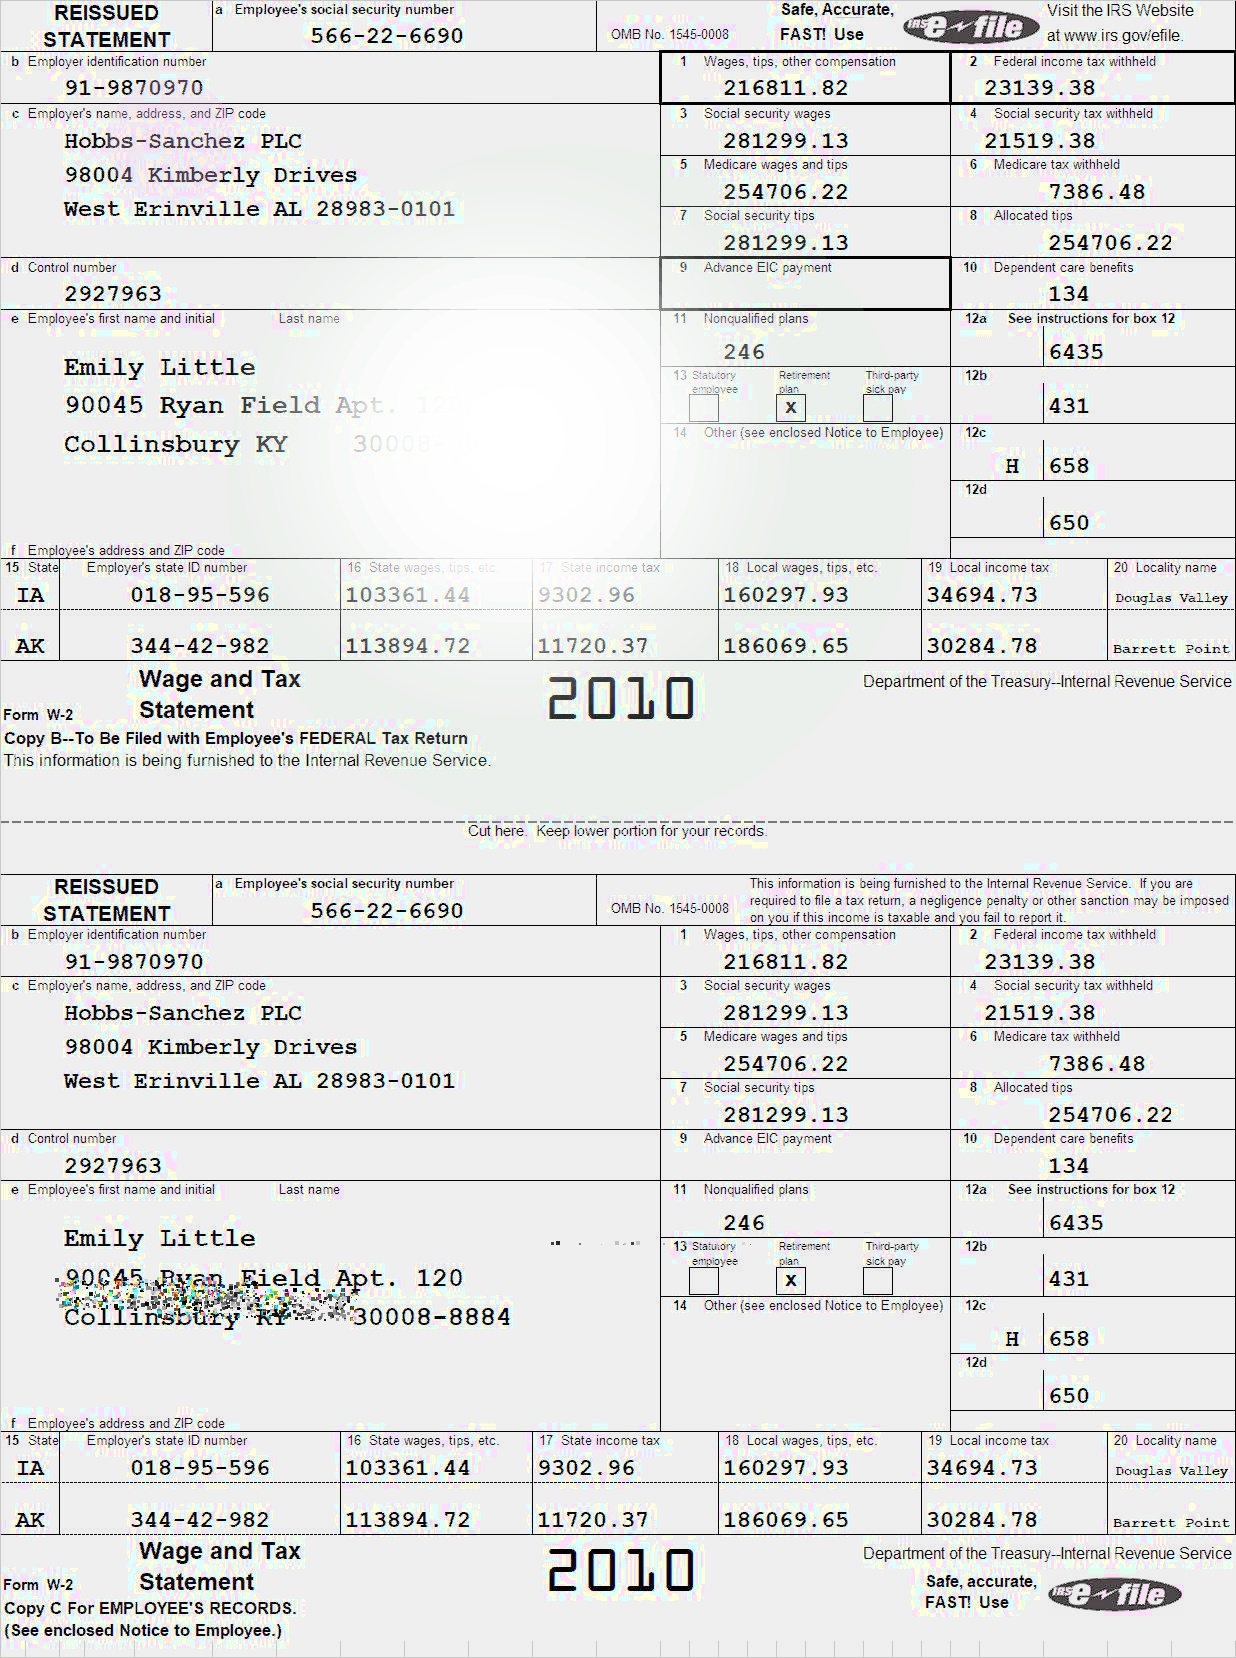 REISSUED STATEMENT
a Employee's social security number
566-22-6690
OMB No. 1545-0008
Safe, Accurate, FAST! Use
IRS e-file
Visit the IRS Website at www.irs.gov/efile.
b Employer identification number
91-9870970
1 Wages, tips, other compensation
216811.82
2 Federal income tax withheld
23139.38
c Employer's name, address, and ZIP code
Hobbs-Sanchez PLC
98004 Kimberly Drives
West Erinville AL 28983-0101
3 Social security wages
281299.13
4 Social security tax withheld
21519.38
5 Medicare wages and tips
254706.22
6 Medicare tax withheld
7386.48
7 Social security tips
281299.13
8 Allocated tips
254706.22
d Control number
2927963
9 Advance EIC payment
10 Dependent care benefits
134
e Employee's first name and initial Last name
Emily Little
90045 Ryan Field Apt. 12
Collinsbury KY 30008-
11 Nonqualified plans
246
12a See instructions for box 12
6435
13 Statutory employee
Retirement plan
X
Third-party sick pay
12b
431
14 Other (see enclosed Notice to Employee)
12c
H 658
12d
650
f Employee's address and ZIP code
15 State Employer's state ID number 16 State wages, tips, etc. 17 State income tax 18 Local wages, tips, etc. 19 Local income tax 20 Locality name
IA 018-95-596 103361.44 9302.96 160297.93 34694.73 Douglas Valley
AK 344-42-982 113894.72 11720.37 186069.65 30284.78 Barrett Point
Wage and Tax
Form W-2 Statement
2010
Department of the Treasury--Internal Revenue Service
Copy B--To Be Filed with Employee's FEDERAL Tax Return
This information is being furnished to the Internal Revenue Service.
Cut here. Keep lower portion for your records.
REISSUED STATEMENT
a Employee's social security number
566-22-6690
OMB No. 1545-0008
This information is being furnished to the Internal Revenue Service. If you are
required to file a tax return, a negligence penalty or other sanction may be imposed
on you if this income is taxable and you fail to report it.
b Employer identification number
91-9870970
1 Wages, tips, other compensation
216811.82
2 Federal income tax withheld
23139.38
c Employer's name, address, and ZIP code
Hobbs-Sanchez PLC
98004 Kimberly Drives
West Erinville AL 28983-0101
3 Social security wages
281299.13
4 Social security tax withheld
21519.38
5 Medicare wages and tips
254706.22
6 Medicare tax withheld
7386.48
7 Social security tips
281299.13
8 Allocated tips
254706.22
d Control number
2927963
9 Advance EIC payment
10 Dependent care benefits
134
e Employee's first name and initial Last name
Emily Little
90045 Ryan Field Apt. 120
Collinsbury KY 30008-8884
11 Nonqualified plans
246
12a See instructions for box 12
6435
13 Statutory employee
Retirement plan
X
Third-party sick pay
12b
431
14 Other (see enclosed Notice to Employee)
12c
H 658
12d
650
f Employee's address and ZIP code
15 State Employer's state ID number 16 State wages, tips, etc. 17 State income tax 18 Local wages, tips, etc. 19 Local income tax 20 Locality name
IA 018-95-596 103361.44 9302.96 160297.93 34694.73 Douglas Valley
AK 344-42-982 113894.72 11720.37 186069.65 30284.78 Barrett Point
Wage and Tax
Form W-2 Statement
2010
Department of the Treasury--Internal Revenue Service
Safe, accurate, FAST! Use
IRS e-file
Copy C For EMPLOYEE'S RECORDS.
(See enclosed Notice to Employee.)